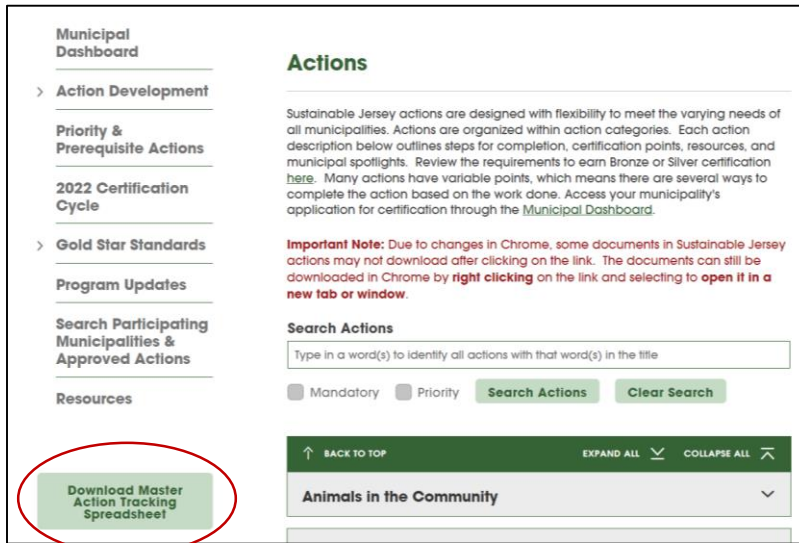 Municipal
Dashboard
> Action Development
Priority &
Prerequisite Actions
2022 Certification
Cycle
> Gold Star Standards
Program Updates
Search Participating
Municipalities &
Approved Actions
Resources
Download Master
Action Tracking
Spreadsheet
Actions
Sustainable Jersey actions are designed with flexibility to meet the varying needs of
all municipalities. Actions are organized within action categories. Each action
description below outlines steps for completion, certification points, resources, and
municipal spotlights. Review the requirements to earn Bronze or Silver certification
here. Many actions have variable points, which means there are several ways to
complete the action based on the work done. Access your municipality's
application for certification through the Municipal Dashboard.
Important Note: Due to changes in Chrome, some documents in Sustainable Jersey
actions may not download after clicking on the link. The documents can still be
downloaded in Chrome by right clicking on the link and selecting to open it in a
new tab or window.
Search Actions
Type in a word(s) to identify all actions with that word(s) in the title
Mandatory Priority Search Actions Clear Search
BACK TO TOP EXPAND ALL COLLAPSE ALL
Animals in the Community